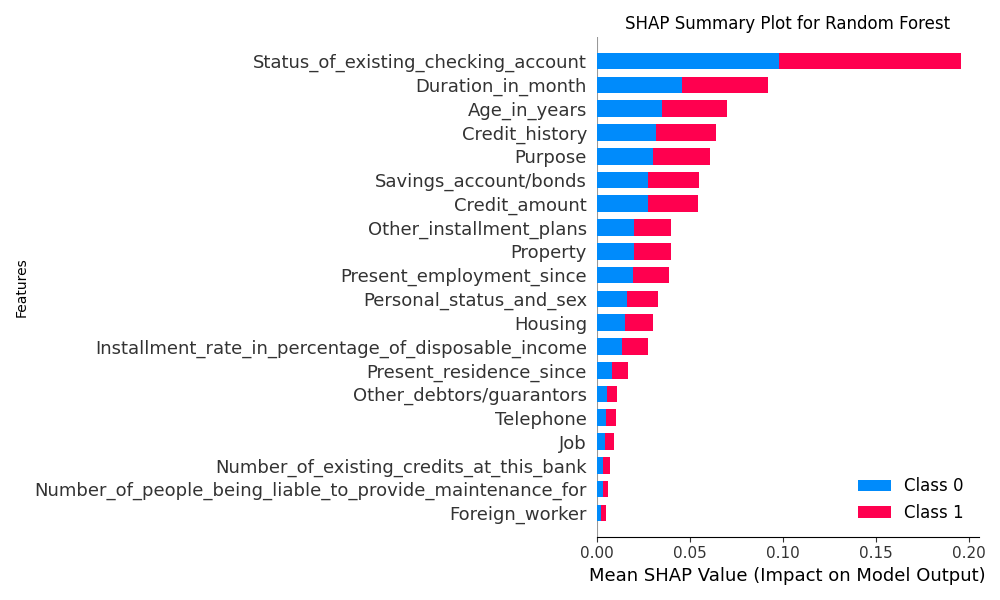 SHAP Summary Plot for Random Forest
Features
Status_of_existing_checking_account
Duration_in_month
Age_in_years
Credit_history
Purpose
Savings_account/bonds
Credit_amount
Other_installment_plans
Property
Present_employment_since
Personal_status_and_sex
Housing
Installment_rate_in_percentage_of_disposable_income
Present_residence_since
Other_debtors/guarantors
Telephone
Job
Number_of_existing_credits_at_this_bank
Number_of_people_being_liable_to_provide_maintenance_for
Foreign_worker
Class 0
Class 1
0.00 0.05 0.10 0.15 0.20
Mean SHAP Value (Impact on Model Output)